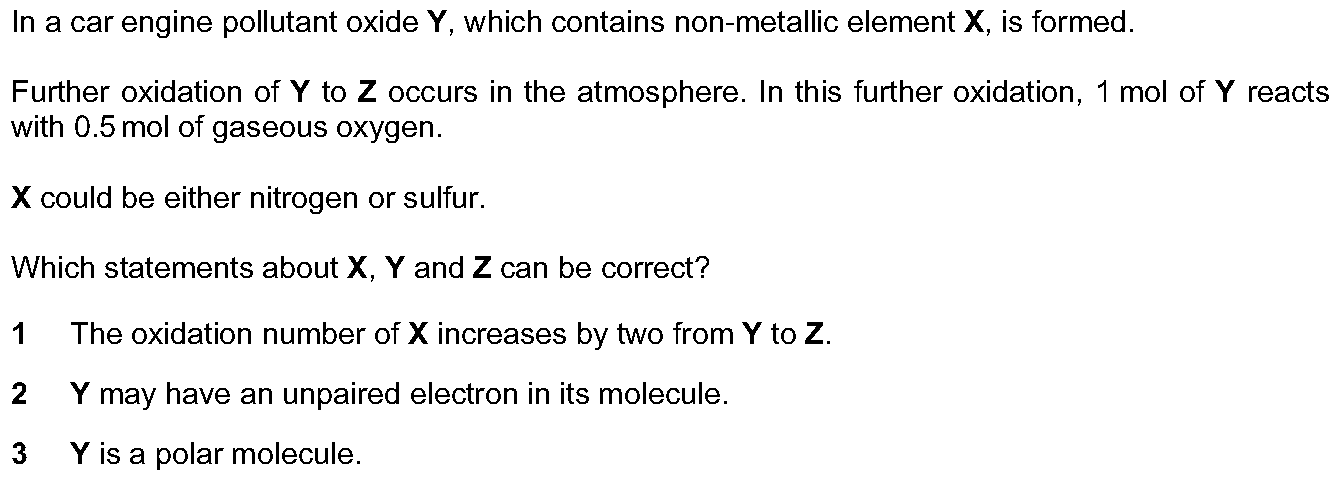 In a car engine pollutant oxide Y, which contains non-metallic element X, is formed.
Further oxidation of Y to Z occurs in the atmosphere. In this further oxidation, 1 mol of Y reacts
with 0.5 mol of gaseous oxygen.
X could be either nitrogen or sulfur.
Which statements about X, Y and Z can be correct?
1 The oxidation number of X increases by two from Y to Z.
2 Y may have an unpaired electron in its molecule.
3 Y is a polar molecule.